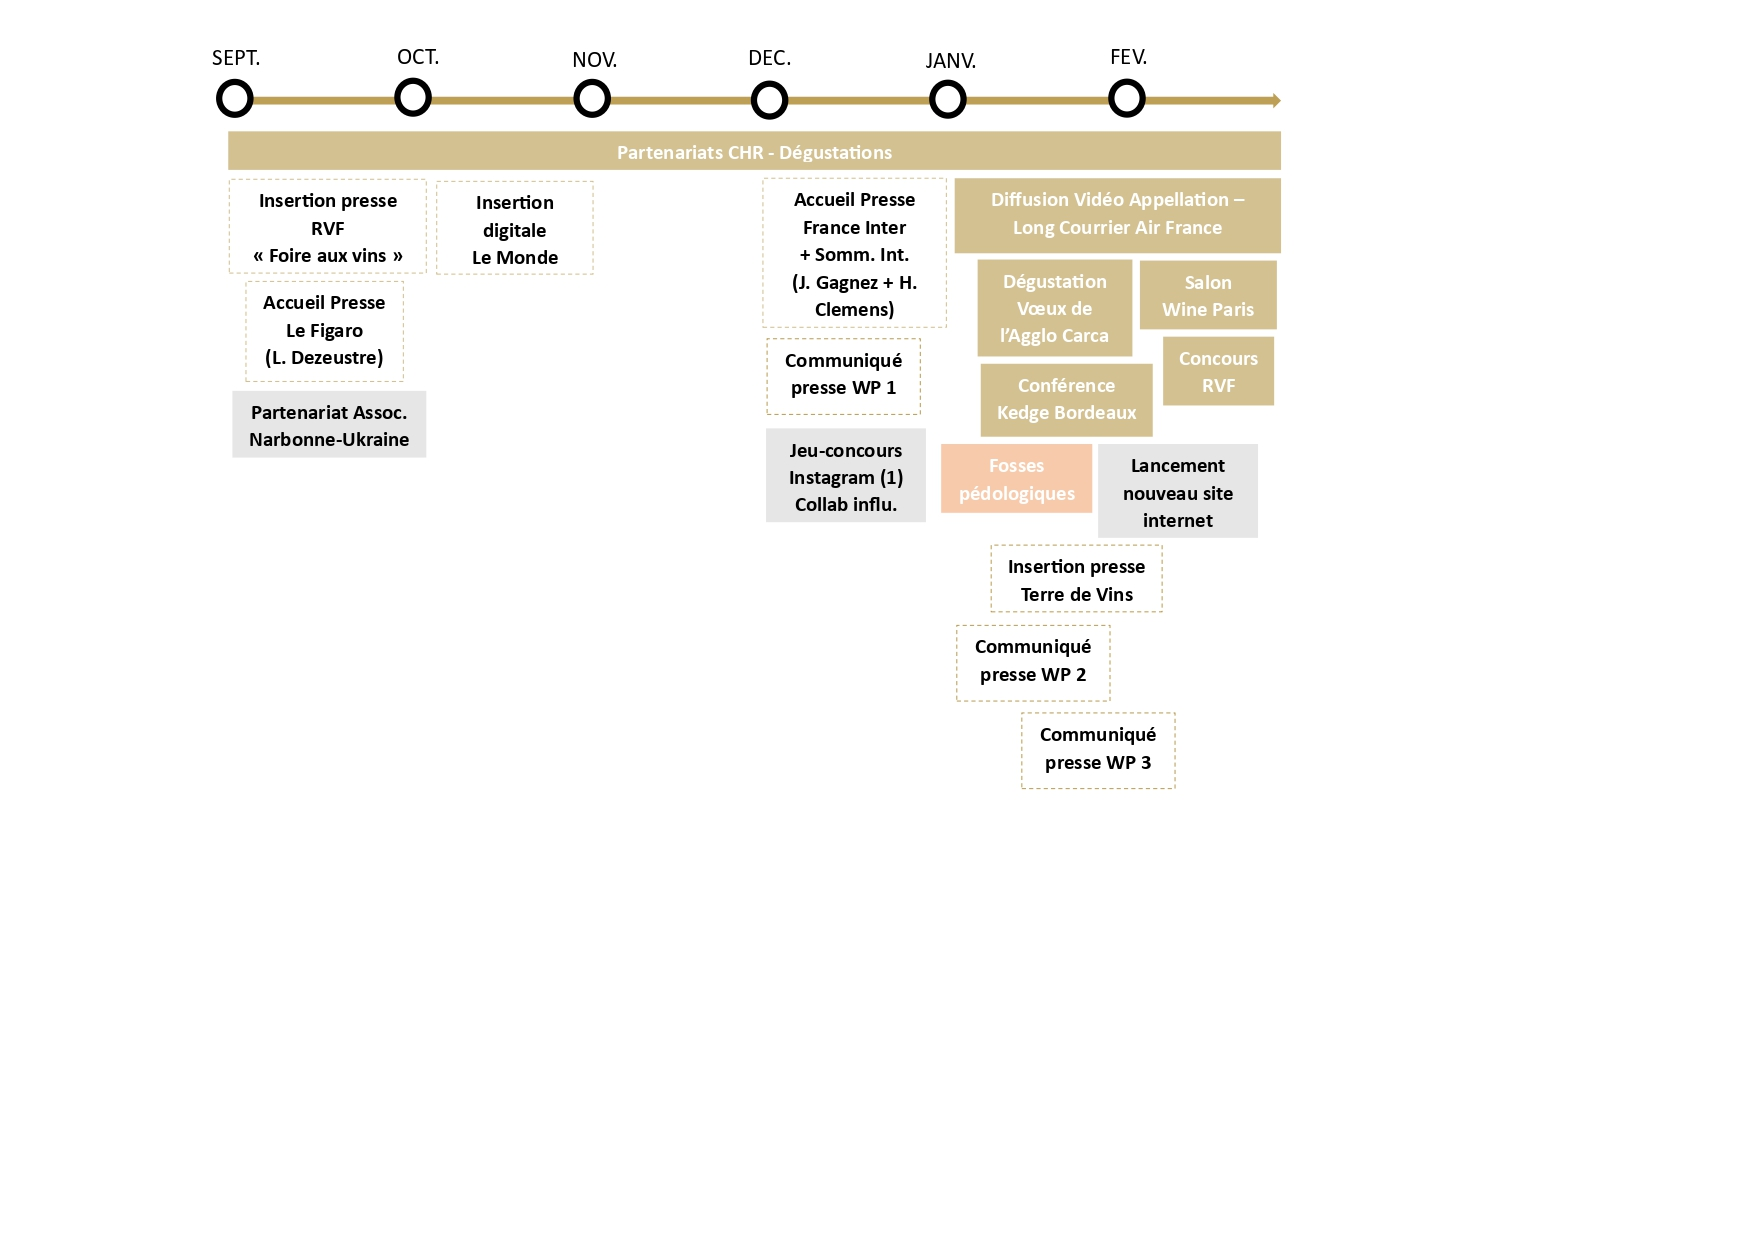 SEPT.
OCT.
NOV.
DEC.
JANV.
FEV.
Partenariats CHR - Dégustations
Insertion presse
RVF
« Foire aux vins »
Accueil Presse
Le Figaro
(L. Dezeustre)
Partenariat Assoc.
Narbonne-Ukraine
Insertion
digitale
Le Monde
Accueil Presse
France Inter
+ Somm. Int.
(J. Gagnez + H.
Clemens)
Communiqué
presse WP 1
Jeu-concours
Instagram (1)
Collab influ.
Diffusion Vidéo Appellation –
Long Courrier Air France
Dégustation
Vœux de
l’Agglo Carca
Salon
Wine Paris
Concours
RVF
Conférence
Kedge Bordeaux
Fosses
pédologiques
Lancement
nouveau site
internet
Insertion presse
Terre de Vins
Communiqué
presse WP 2
Communiqué
presse WP 3